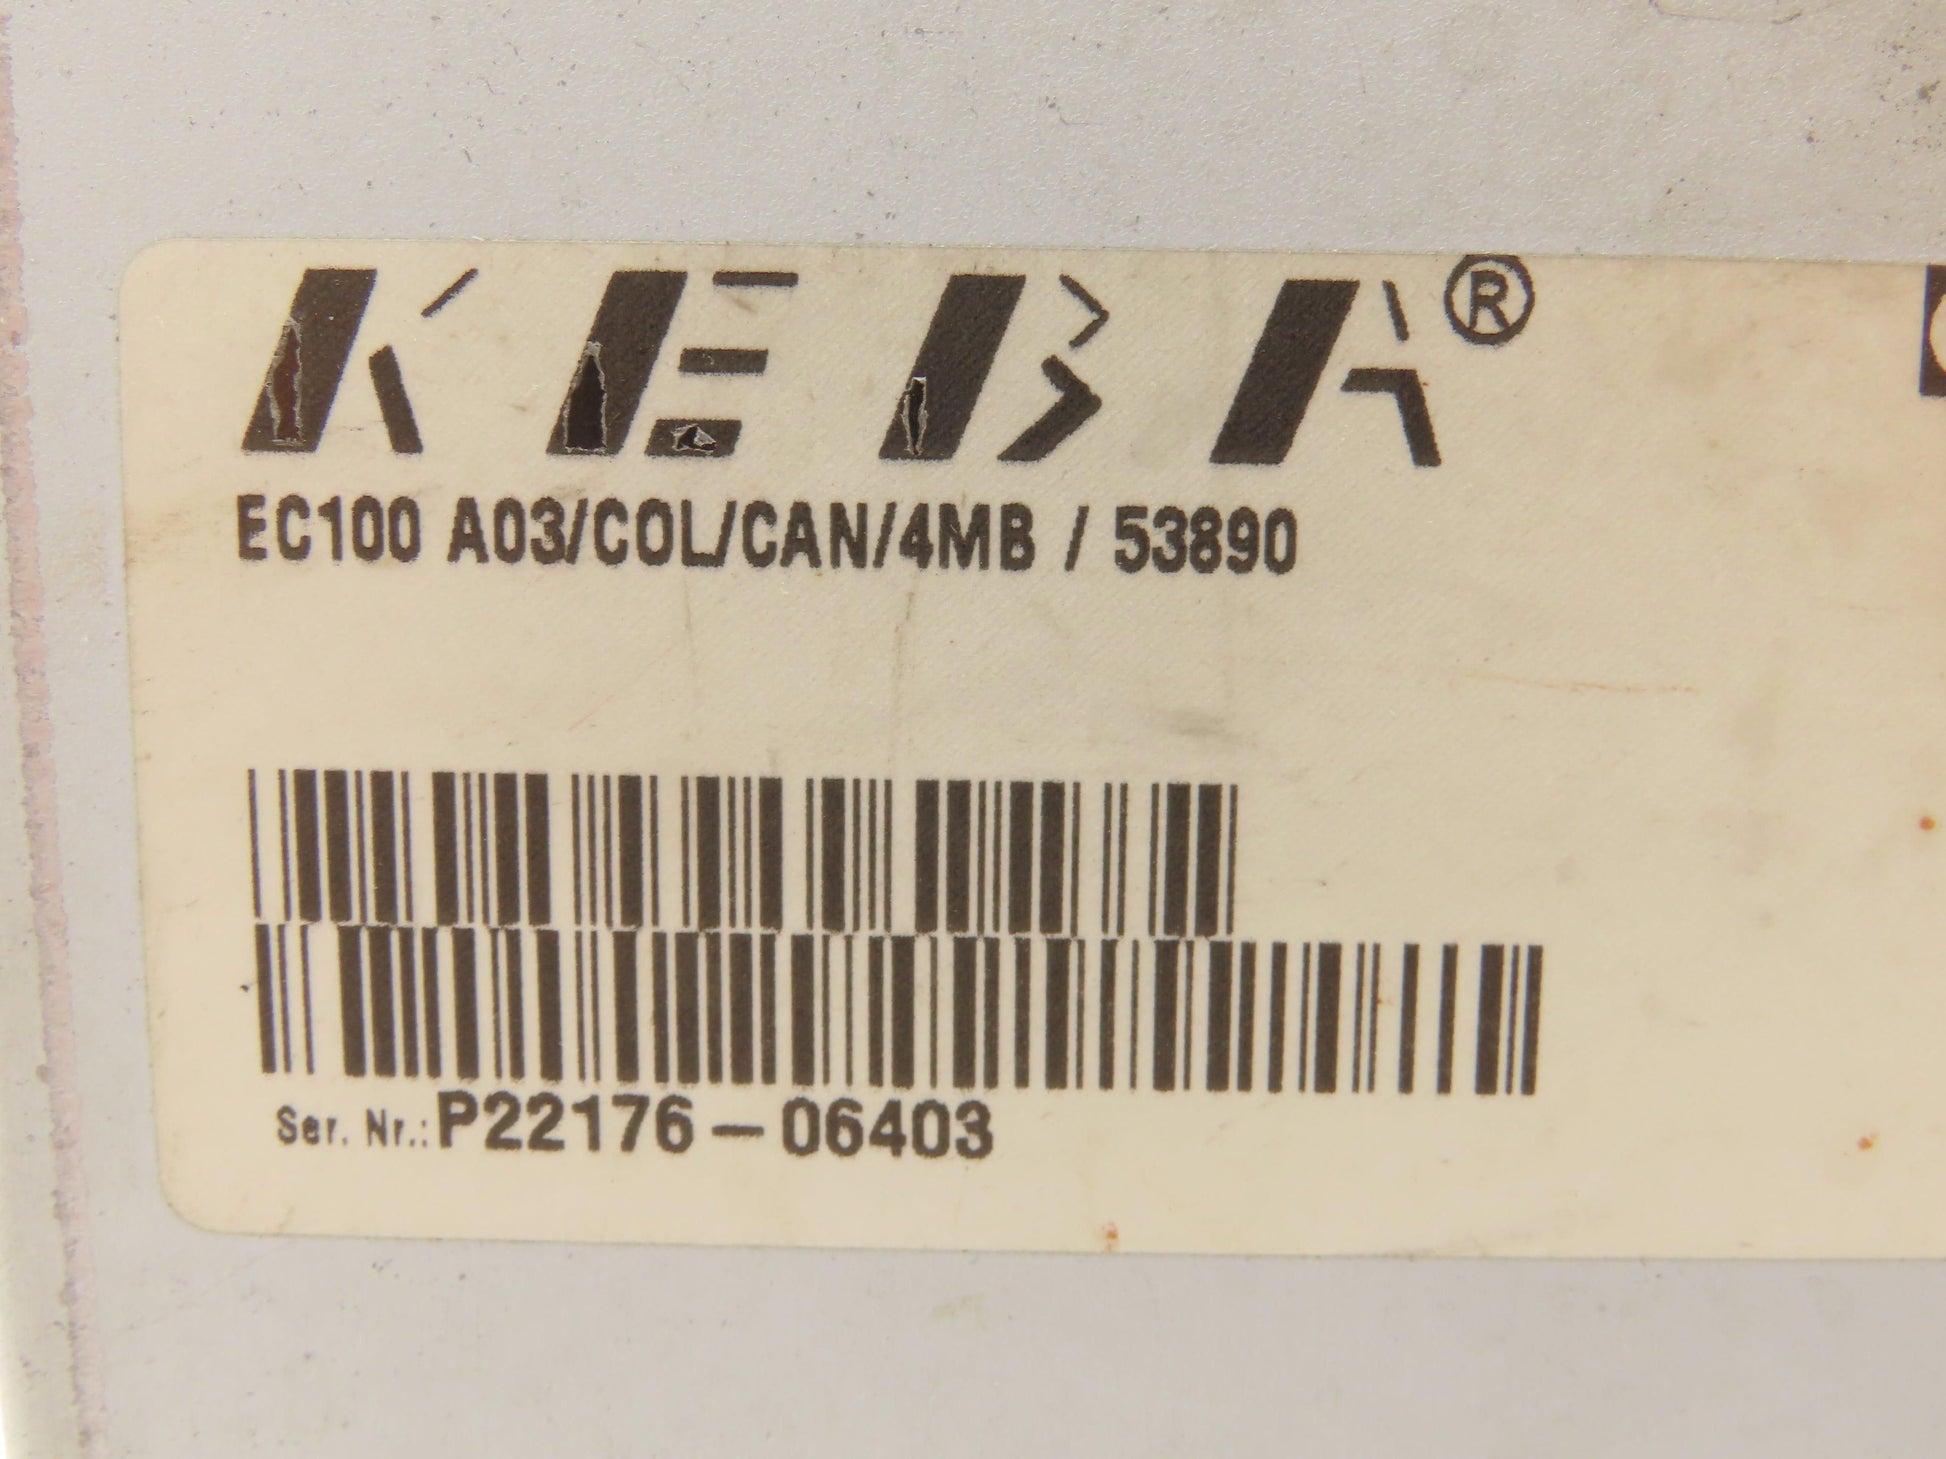 KEBA®
EC100 A03/COL/CAN/4MB / 53890
Ser. Nr.: P22176-06403